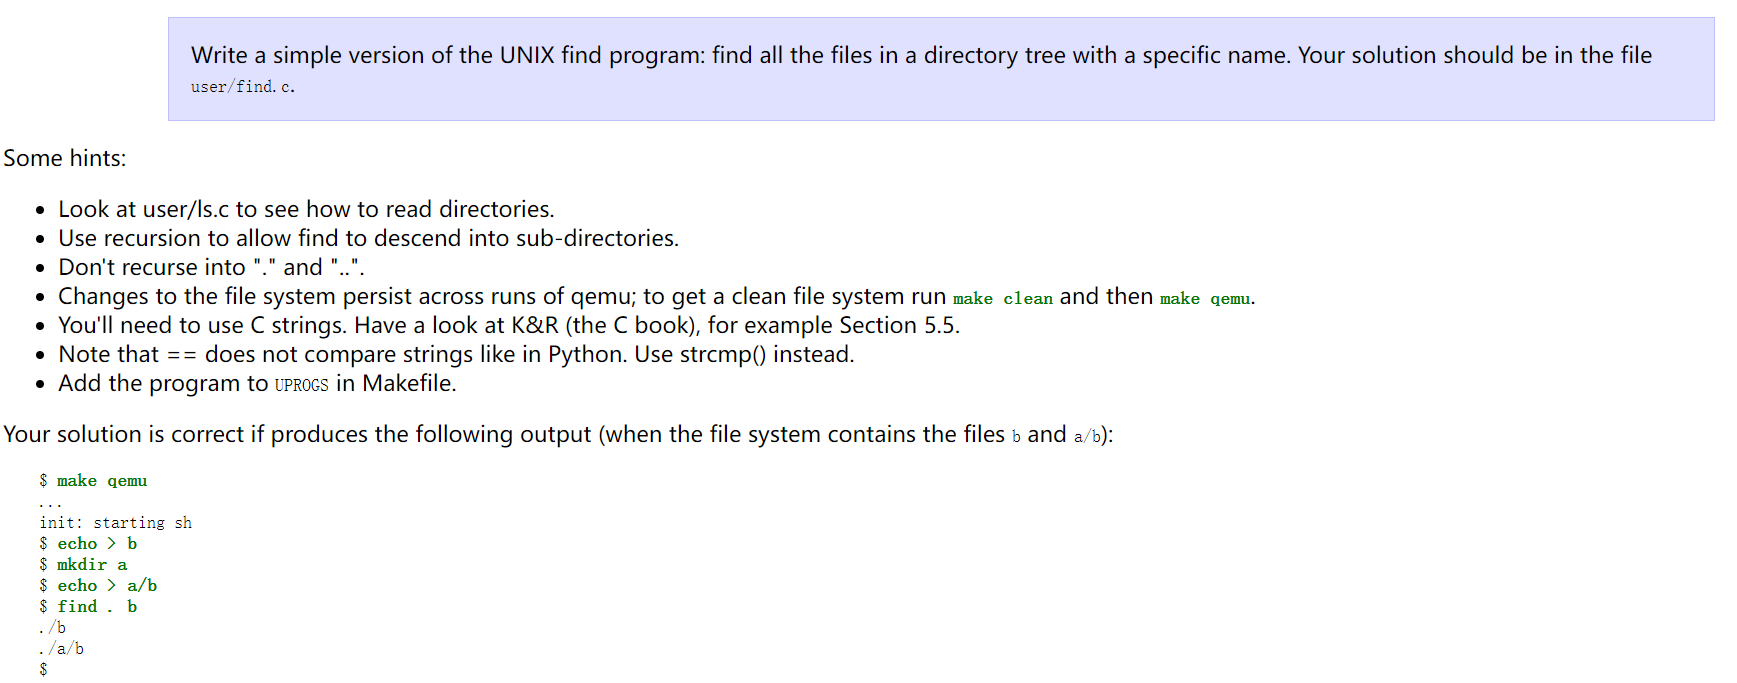 Write a simple version of the UNIX find program: find all the files in a directory tree with a specific name. Your solution should be in the file
user/find.c.
Some hints:
• Look at user/ls.c to see how to read directories.
• Use recursion to allow find to descend into sub-directories.
• Don't recurse into "." and "..".
• Changes to the file system persist across runs of qemu; to get a clean file system run make clean and then make qemu.
• You'll need to use C strings. Have a look at K&R (the C book), for example Section 5.5.
• Note that == does not compare strings like in Python. Use strcmp() instead.
• Add the program to UPROGS in Makefile.
Your solution is correct if produces the following output (when the file system contains the files b and a/b):
$ make qemu
...
init: starting sh
$ echo > b
$ mkdir a
$ echo > a/b
$ find . b
./b
./a/b
$